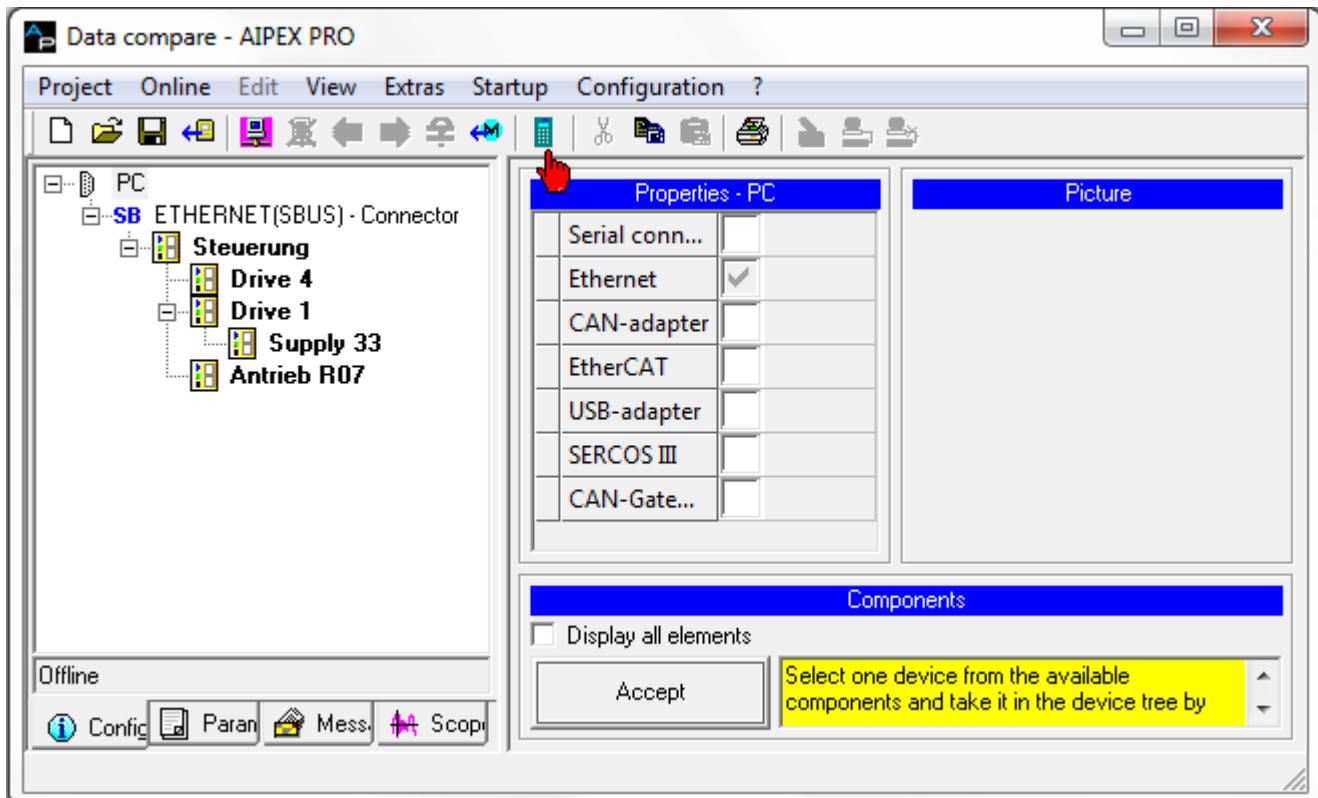 Data compare - AIPEX PRO
Project Online Edit View Extras Startup Configuration ?
PC
SB ETHERNET(SBUS) - Connector
Steuerung
Drive 4
Drive 1
Supply 33
Antrieb R07
Offline
Config Param Mess. Scop
Properties - PC
Serial conn...
Ethernet
CAN-adapter
EtherCAT
USB-adapter
SERCOS III
CAN-Gate...
Picture
Components
Display all elements
Accept
Select one device from the available
components and take it in the device tree by